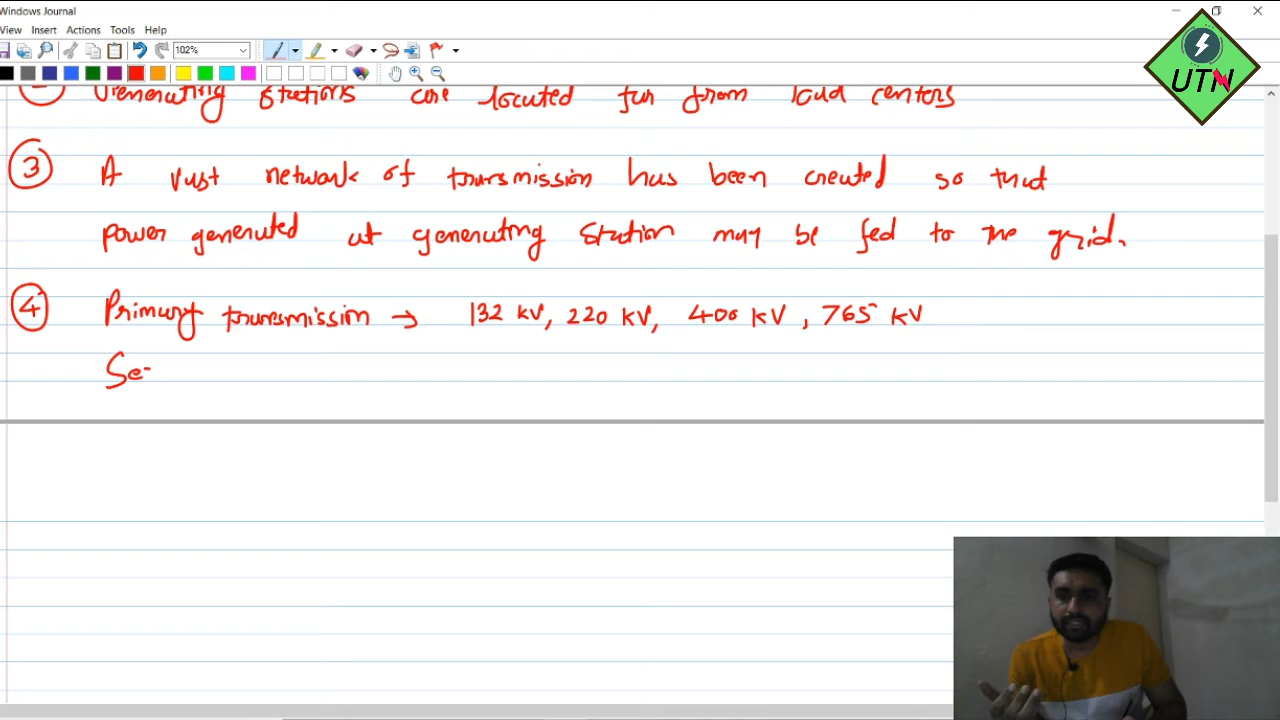 Windows Journal
View Insert Actions Tools Help
102%
UTN
Generating stations are located far from load centers
3 A vast network of transmission has been created so that
power generated at generating station may be fed to the grid.
4 Primary transmission → 132 kV, 220 kV, 400 kV, 765 kV
Se